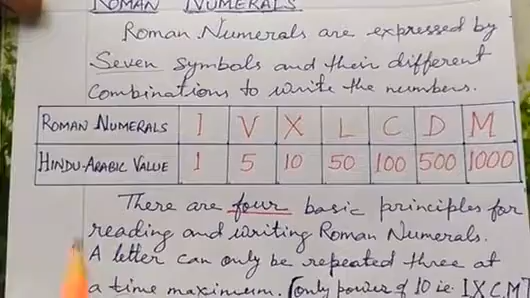 ROMAN NUMERALS
Roman Numerals are expressed by
Seven symbols and their different
Combinations to write the numbers.
ROMAN NUMERALS I V X L C D M
HINDU-ARABIC VALUE 1 5 10 50 100 500 1000
There are four basic principles for
reading and writing Roman Numerals.
A letter can only be repeated three at
a time maximum. (only power of 10 i.e. I X, C, M